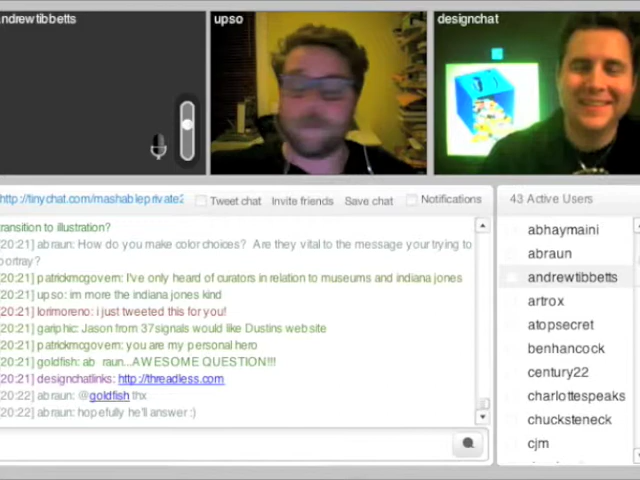 andrewtibbetts
upso
designchat
http://tinychat.com/mashableprivate2
Tweet chat
Invite friends
Save chat
Notifications
43 Active Users
ransition to illustration?
[20:21] abraun: How do you make color choices? Are they vital to the message your trying to
portray?
[20:21] patrickmcgovern: I've only heard of curators in relation to museums and indiana jones
[20:21] upso: im more the indiana jones kind
[20:21] lorimoreno: i just tweeted this for you!
[20:21] gariphic: Jason from 37signals would like Dustins website
[20:21] patrickmcgovern: you are my personal hero
[20:21] goldfish: ab raun...AWESOME QUESTION!!!
[20:21] designchatlinks: http://threadless.com
[20:22] abraun: @goldfish thx
[20:22] abraun: hopefully he'll answer :)
abhaymaini
abraun
andrewtibbetts
artrox
atopsecret
benhancock
century22
charlottespeaks
chucksteneck
cjm